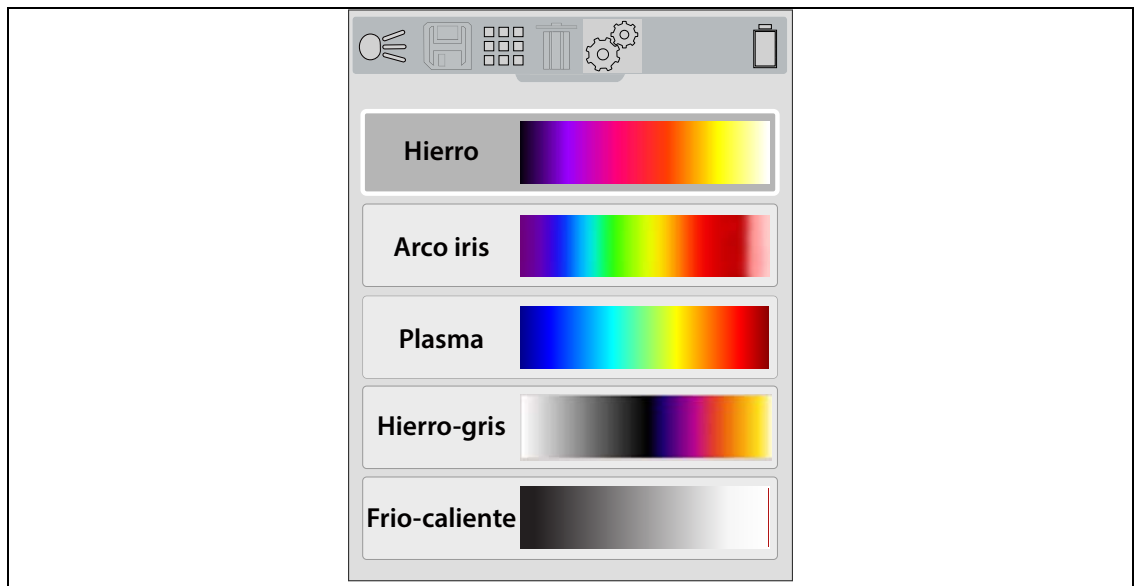 Hierro
Arco iris
Plasma
Hierro-gris
Frio-caliente